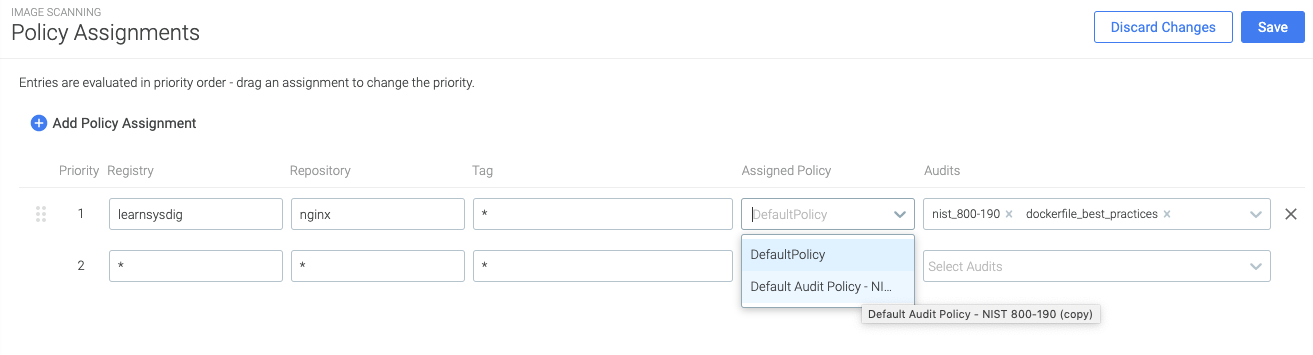 IMAGE SCANNING
Policy Assignments
Discard Changes
Save
Entries are evaluated in priority order - drag an assignment to change the priority.
Add Policy Assignment
Priority Registry Repository Tag Assigned Policy Audits
1 learnsysdig nginx * DefaultPolicy nist_800-190 × dockerfile_best_practices ×
DefaultPolicy
2 * * * Select Audits
Default Audit Policy - NI...
Default Audit Policy - NIST 800-190 (copy)